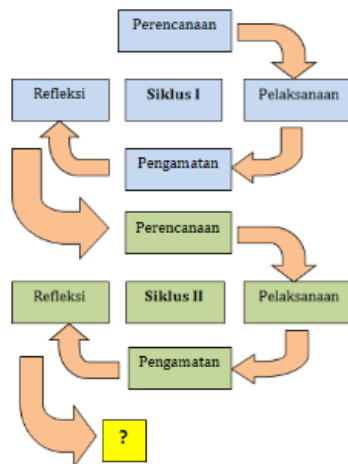 Perencanaan
Refleksi
Siklus I
Pelaksanaan
Pengamatan
Perencanaan
Refleksi
Siklus II
Pelaksanaan
Pengamatan
?